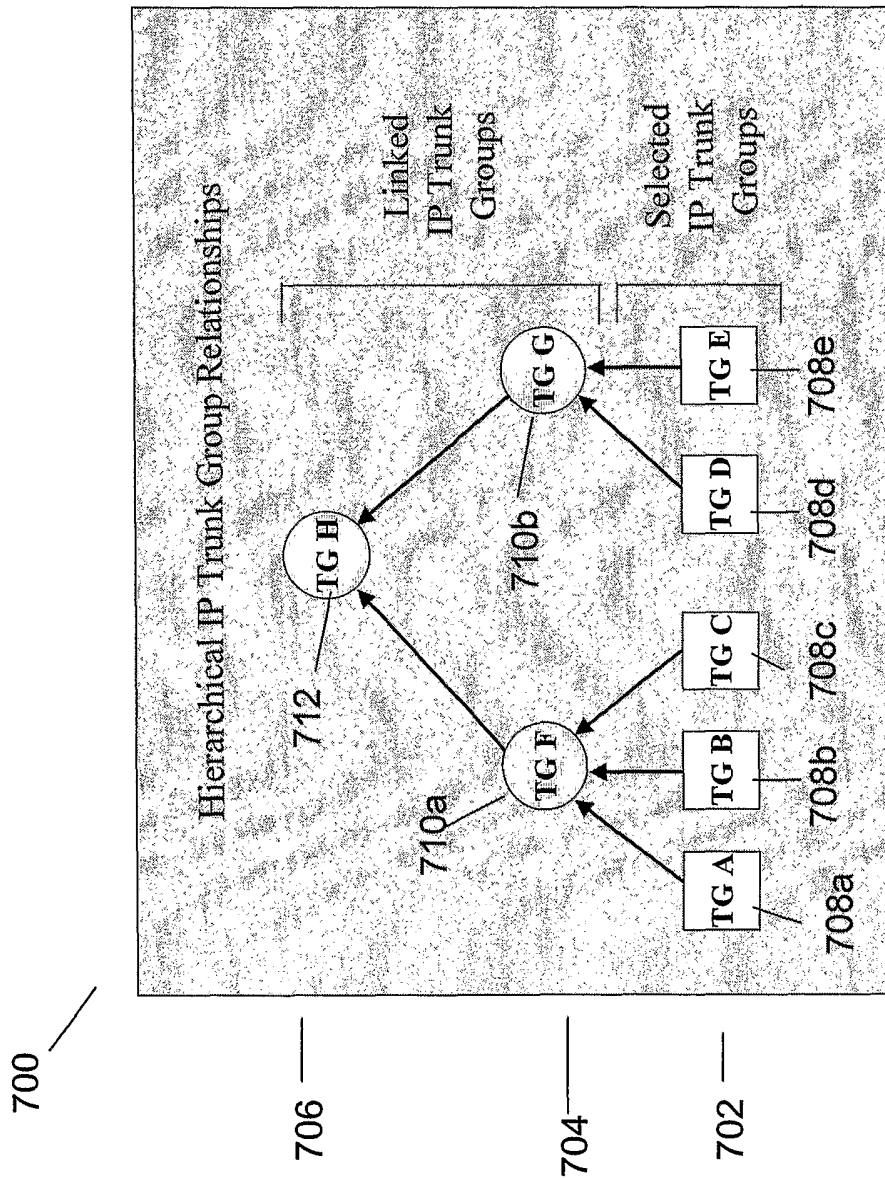 700
Hierarchical IP Trunk Group Relationships
706
712
TG H
Linked
IP Trunk
Groups
704
710a
TG F
710b
TG G
702
TG A
TG B
TG C
TG D
TG E
Selected
IP Trunk
Groups
708a
708b
708c
708d
708e